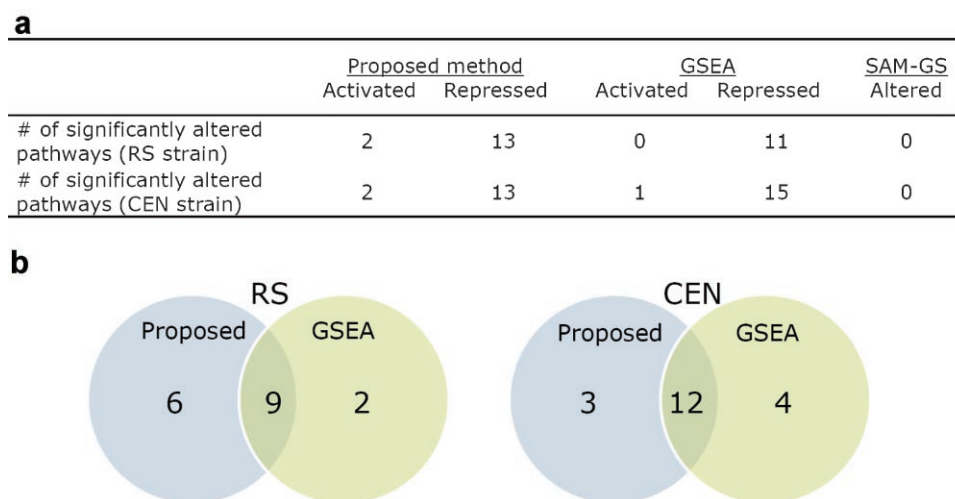 a
Proposed method GSEA SAM-GS
Activated Repressed Activated Repressed Altered
# of significantly altered
pathways (RS strain) 2 13 0 11 0
# of significantly altered
pathways (CEN strain) 2 13 1 15 0
b
RS CEN
Proposed GSEA Proposed GSEA
6 9 2 3 12 4